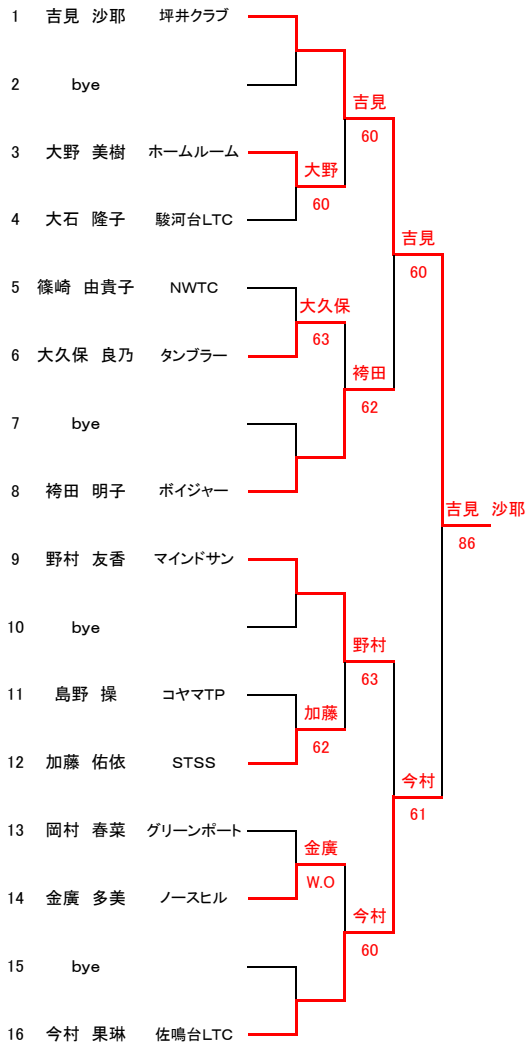 1 吉見 沙耶 坪井クラブ
2 bye
吉見
60
3 大野 美樹 ホームルーム
大野
60
4 大石 隆子 駿河台LTC
吉見
60
5 篠崎 由貴子 NWTC
大久保
63
6 大久保 良乃 タンブラー
袴田
62
7 bye
8 袴田 明子 ボイジャー
吉見 沙耶
86
9 野村 友香 マインドサン
10 bye
野村
63
11 島野 操 コヤマTP
加藤
62
12 加藤 佑依 STSS
今村
61
13 岡村 春菜 グリーンポート
金廣
W.O
14 金廣 多美 ノースヒル
今村
60
15 bye
16 今村 果琳 佐鳴台LTC